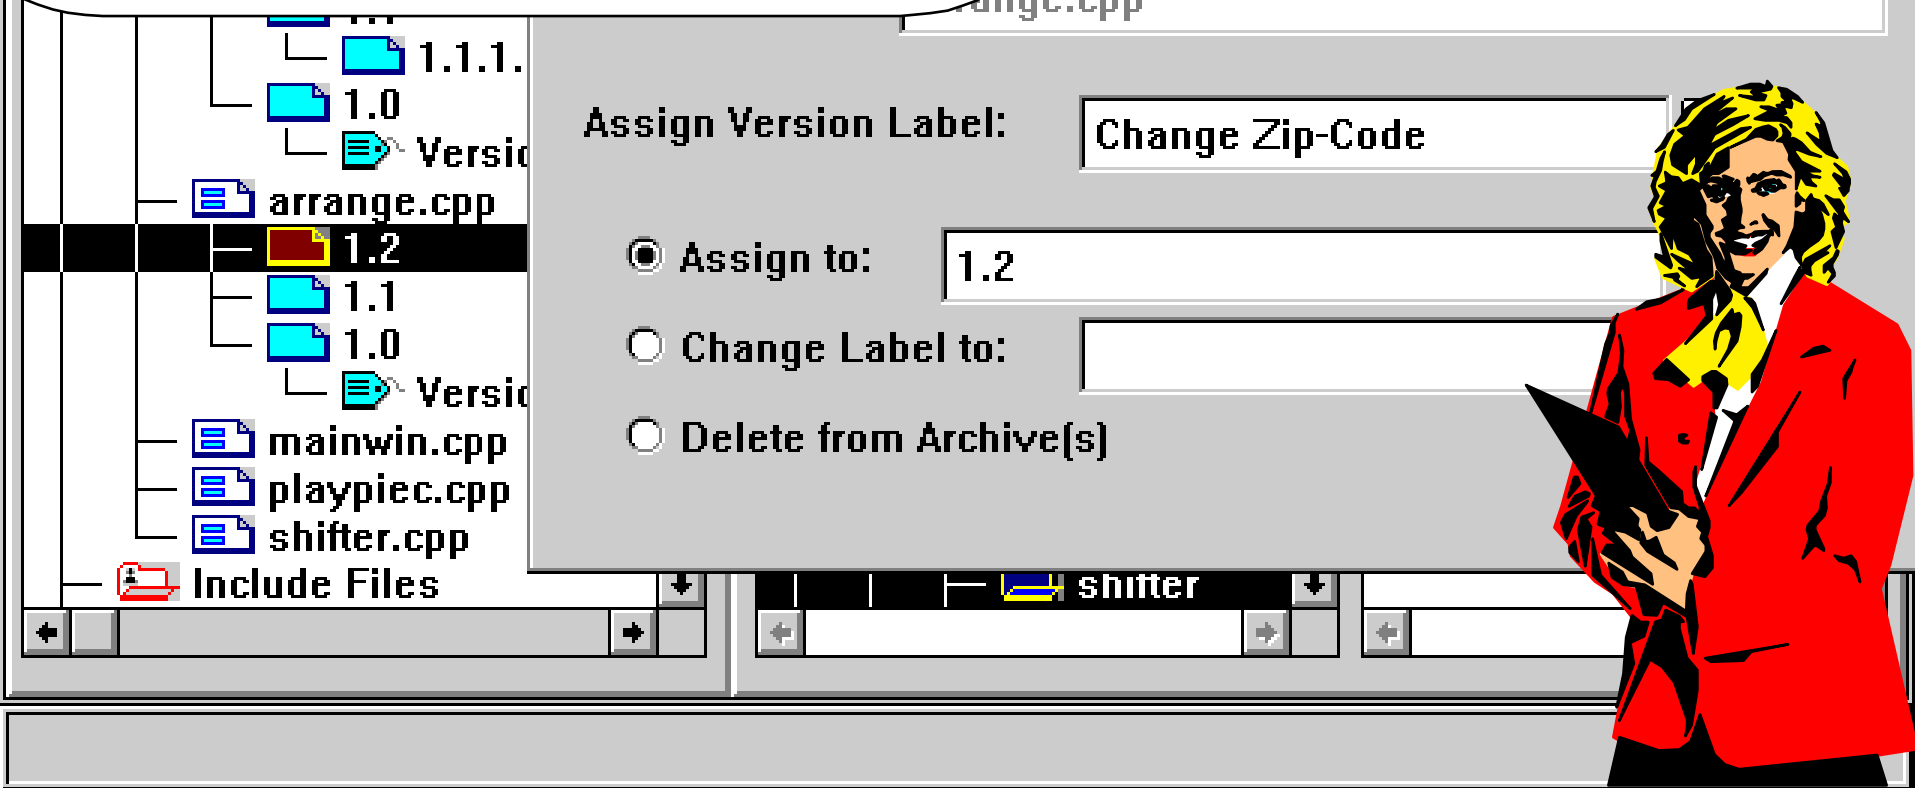 1.1.1.
1.0
arrange.cpp
1.2
1.1
1.0
mainwin.cpp
playpiec.cpp
shifter.cpp
Include Files
Assign Version Label:
Change Zip-Code
Assign to:
1.2
Change Label to:
Delete from Archive(s)
shifter